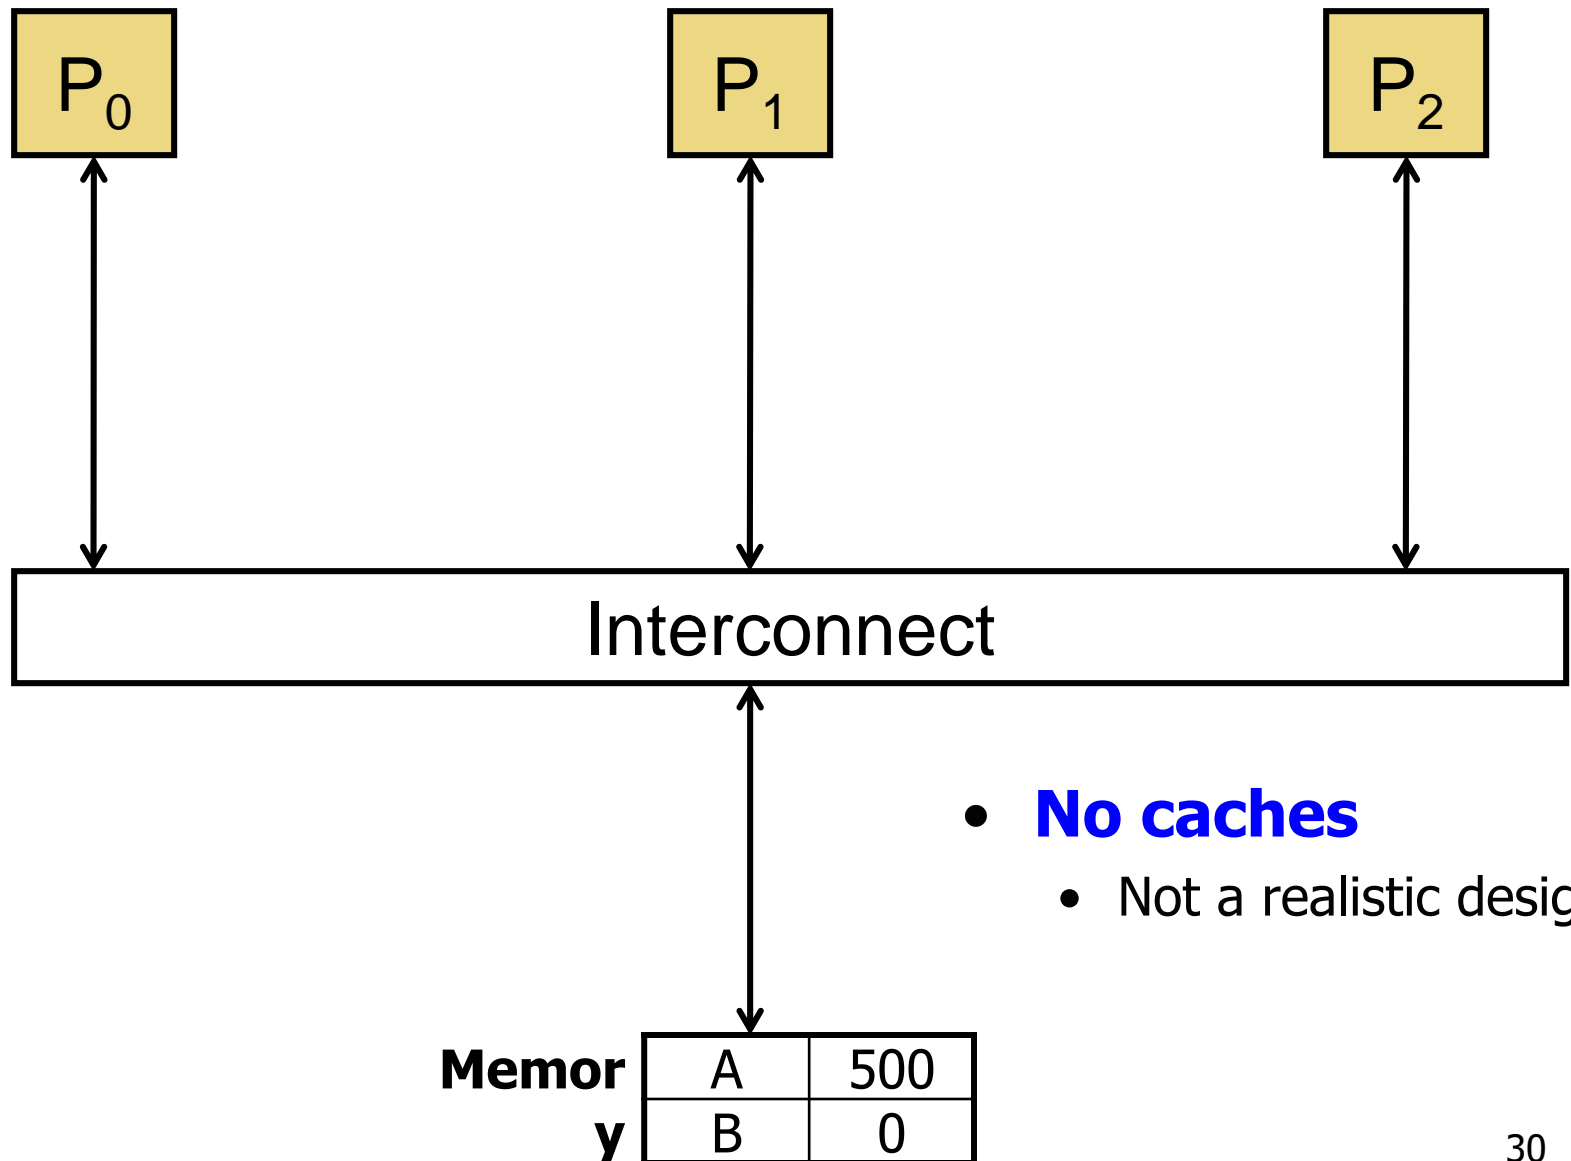 P0 P1 P2
Interconnect
• No caches
• Not a realistic desig
Memor A 500
y B 0
30